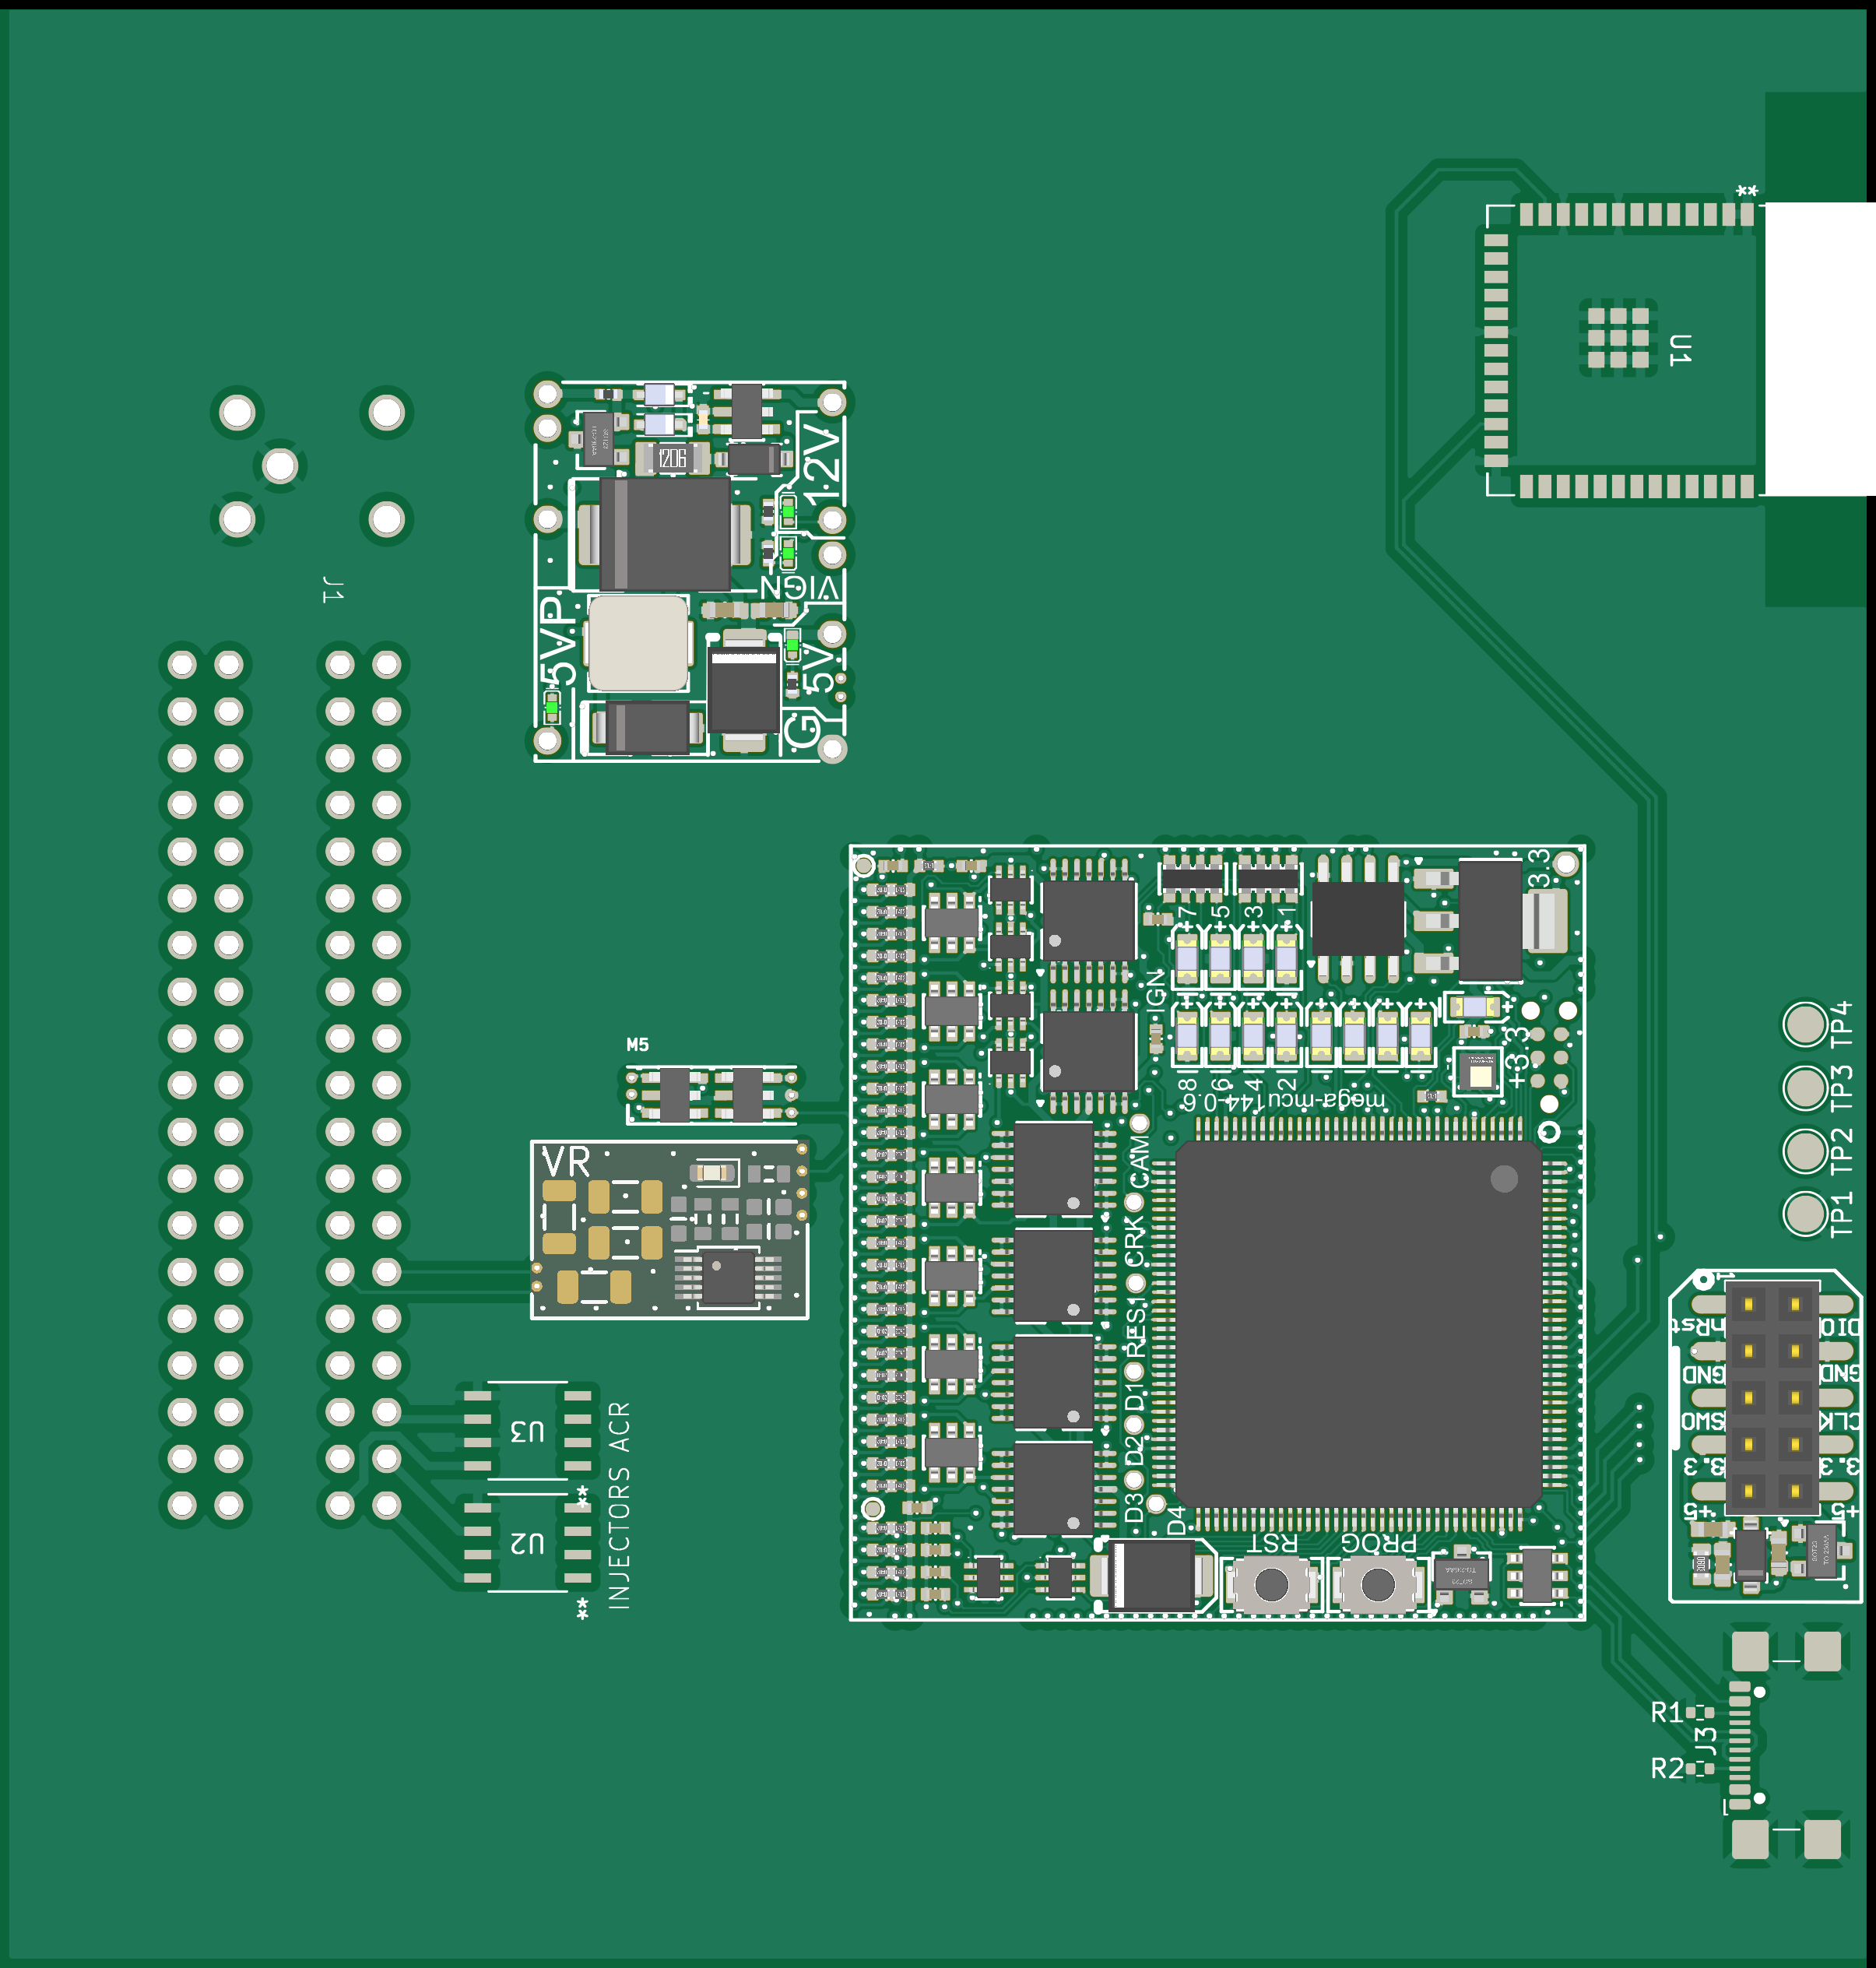 **
U1
12V
1206
VIGN
5VP
5V
G
J1
3.3
+7
+5
+3
+1
IGN
8
6
4
2
mega-mcu144-0.6
+3.3
M5
VR
CAM
CRK
RES1
D1
D2
D3
D4
RST
PROG
TP4
TP3
TP2
TP1
1
nRst
DIO
GND
GND
SWO
CLK
3.3
3.3
+5
+5
U3
U2
**
**
INJECTORS ACR
R1
J3
R2